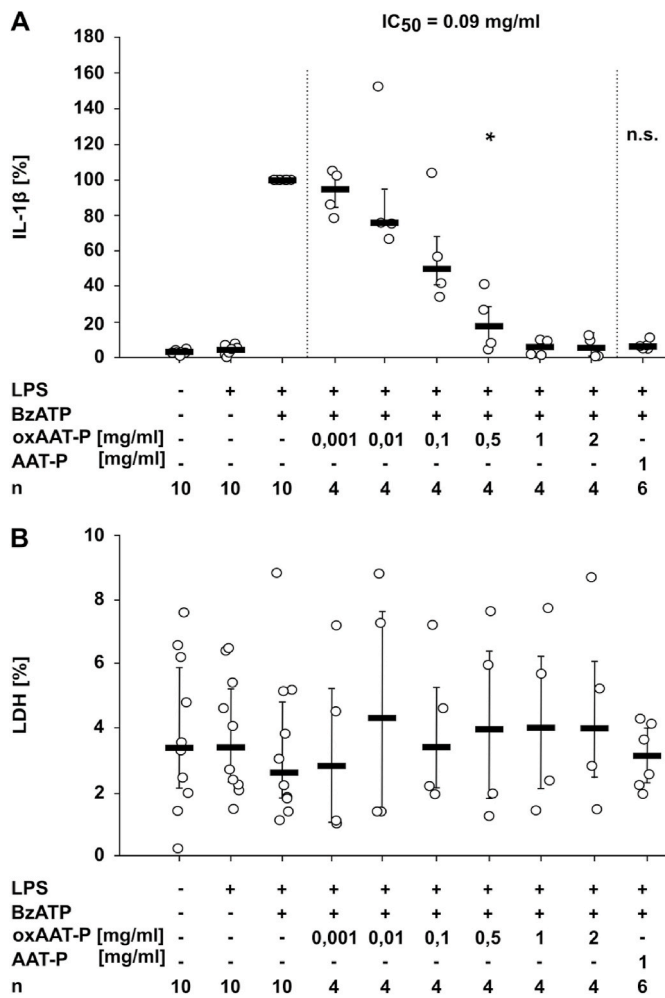 A
IC50 = 0.09 mg/ml
180
160
140
120
100
80
60
40
20
0
IL-1β [%]
*
n.s.
LPS - + + + + + + + + +
BzATP - - + + + + + + + +
oxAAT-P [mg/ml] - - - 0,001 0,01 0,1 0,5 1 2 -
AAT-P [mg/ml] - - - - - - - - - 1
n 10 10 10 4 4 4 4 4 4 6
B
10
8
6
4
2
0
LDH [%]
LPS - + + + + + + + + +
BzATP - - + + + + + + + +
oxAAT-P [mg/ml] - - - 0,001 0,01 0,1 0,5 1 2 -
AAT-P [mg/ml] - - - - - - - - - 1
n 10 10 10 4 4 4 4 4 4 6